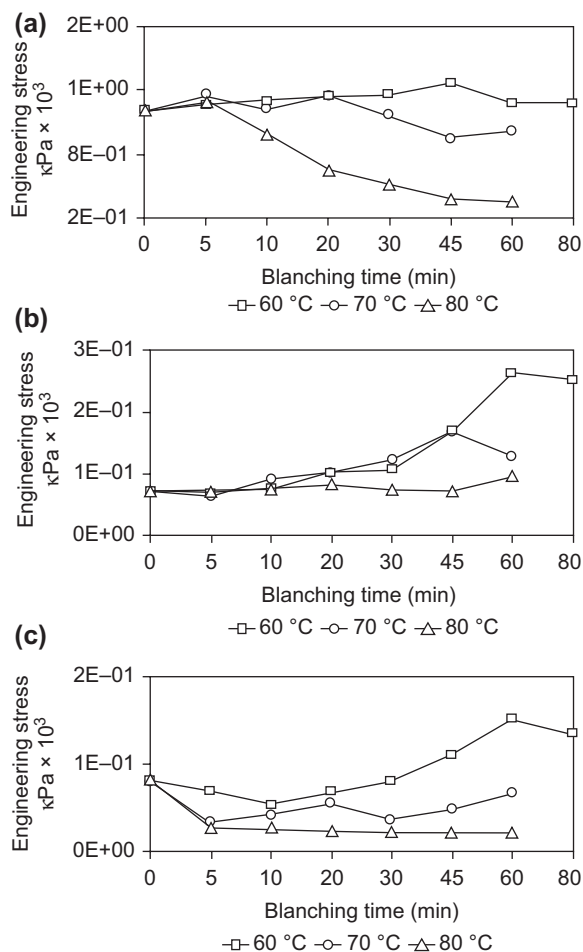 (a)
Engineering stress
κPa × 10³
2E+00
1E+00
8E–01
2E–01
0 5 10 20 30 45 60 80
Blanching time (min)
60 °C 70 °C 80 °C
(b)
Engineering stress
κPa × 10³
3E–01
2E–01
1E–01
0E+00
0 5 10 20 30 45 60 80
Blanching time (min)
60 °C 70 °C 80 °C
(c)
Engineering stress
κPa × 10³
2E–01
1E–01
0E+00
0 5 10 20 30 45 60 80
Blanching time (min)
60 °C 70 °C 80 °C